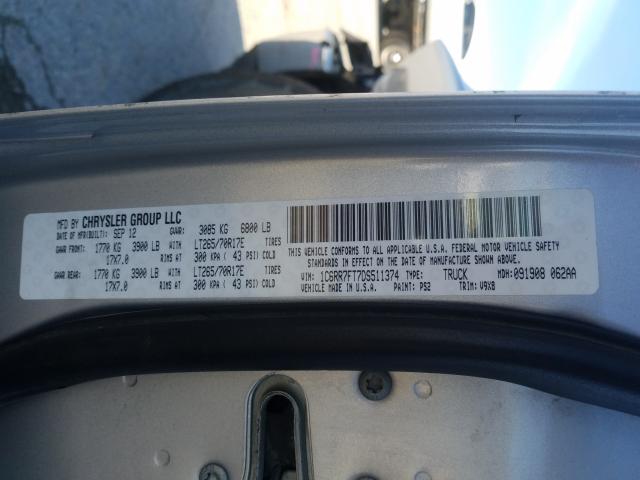 MFD BY CHRYSLER GROUP LLC
DATE OF MFR(BUILT): SEP 12 GVWR: 3085 KG 6800 LB
GAWR FRONT: 1770 KG 3900 LB WITH LT265/70R17E TIRES
17X7.0 RIMS AT 300 KPA ( 43 PSI) COLD
GAWR REAR: 1770 KG 3900 LB WITH LT265/70R17E TIRES
17X7.0 RIMS AT 300 KPA ( 43 PSI) COLD
THIS VEHICLE CONFORMS TO ALL APPLICABLE U.S.A. FEDERAL MOTOR VEHICLE SAFETY
STANDARDS IN EFFECT ON THE DATE OF MANUFACTURE SHOWN ABOVE.
VIN: 1C6RR7FT7DS511374 TYPE: TRUCK MDH: 091908 062AA
VEHICLE MADE IN U.S.A. PAINT: PS2 TRIM: V9X8